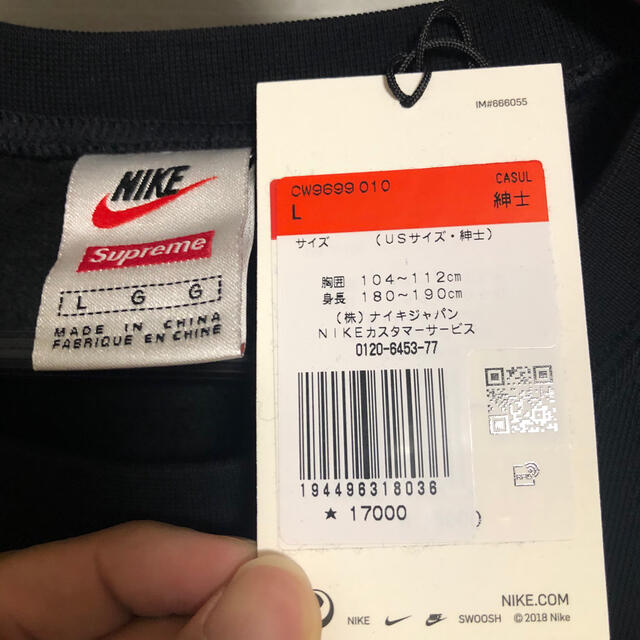 NIKE
Supreme
L G G
MADE IN CHINA
FABRIQUE EN CHINE
IM#666055
CW9699 010 CASUL
L 紳士
サイズ (USサイズ・紳士)
胸囲 104~112cm
身長 180~190cm
(株) ナイキジャパン
NIKEカスタマーサービス
0120-6453-77
194496318036
★ 17000
NIKE.COM
NIKE SWOOSH ©2018 Nike